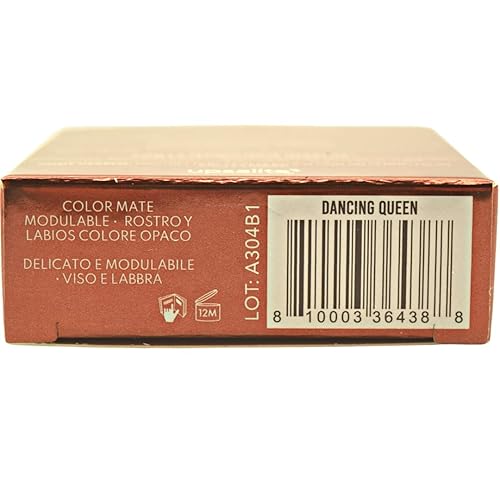 upsalite®
COLOR MATE
MODULABLE · ROSTRO Y
LABIOS COLORE OPACO
DELICATO E MODULABILE
· VISO E LABBRA
12M
LOT: A304B1
DANCING QUEEN
8 10003 36438 8